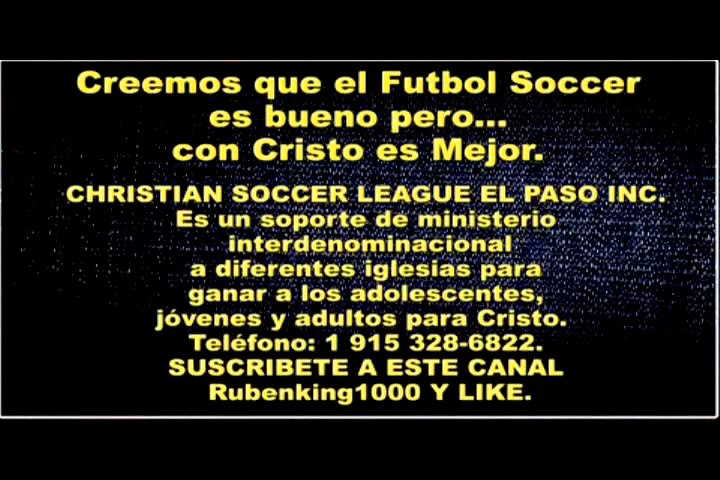 Creemos que el Futbol Soccer
es bueno pero...
con Cristo es Mejor.
CHRISTIAN SOCCER LEAGUE EL PASO INC.
Es un soporte de ministerio
interdenominacional
a diferentes iglesias para
ganar a los adolescentes,
jóvenes y adultos para Cristo.
Teléfono: 1 915 328-6822.
SUSCRIBETE A ESTE CANAL
Rubenking1000 Y LIKE.